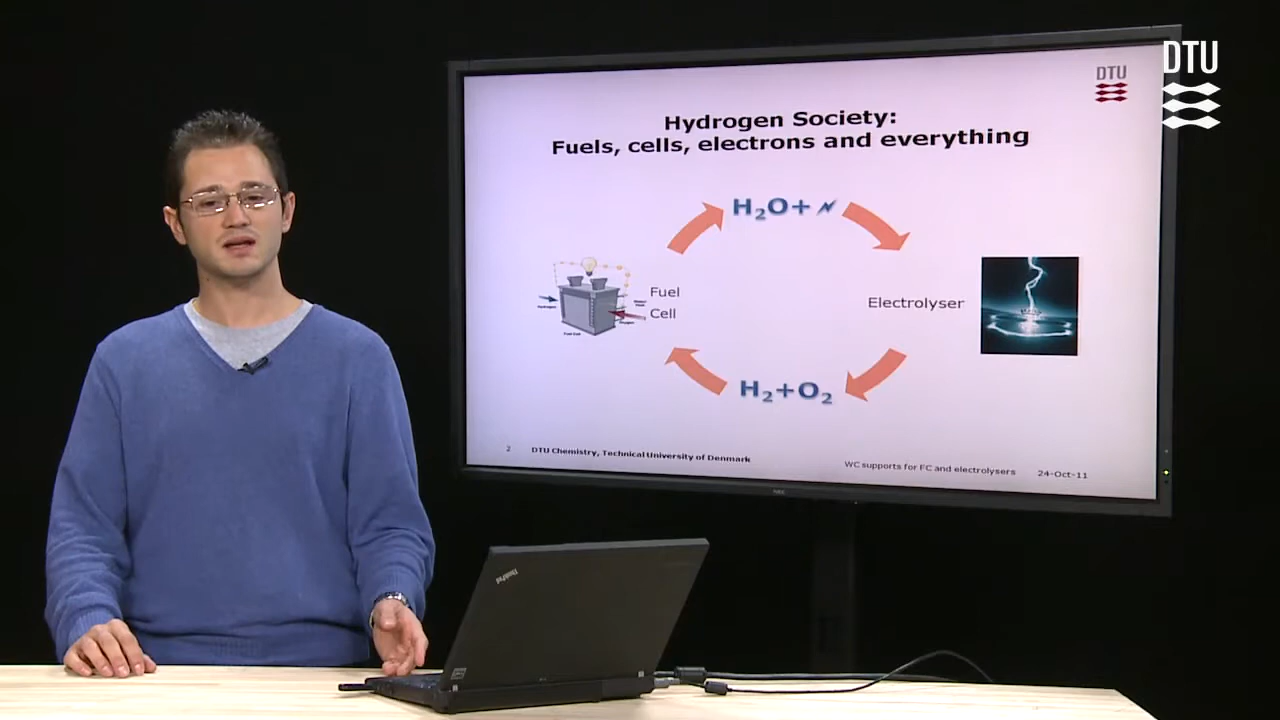 DTU
DTU
Hydrogen Society:
Fuels, cells, electrons and everything
H2O+
Fuel
Cell
Electrolyser
H2+O2
2 DTU Chemistry, Technical University of Denmark
WC supports for FC and electrolysers 24-Oct-11
ThinkPad